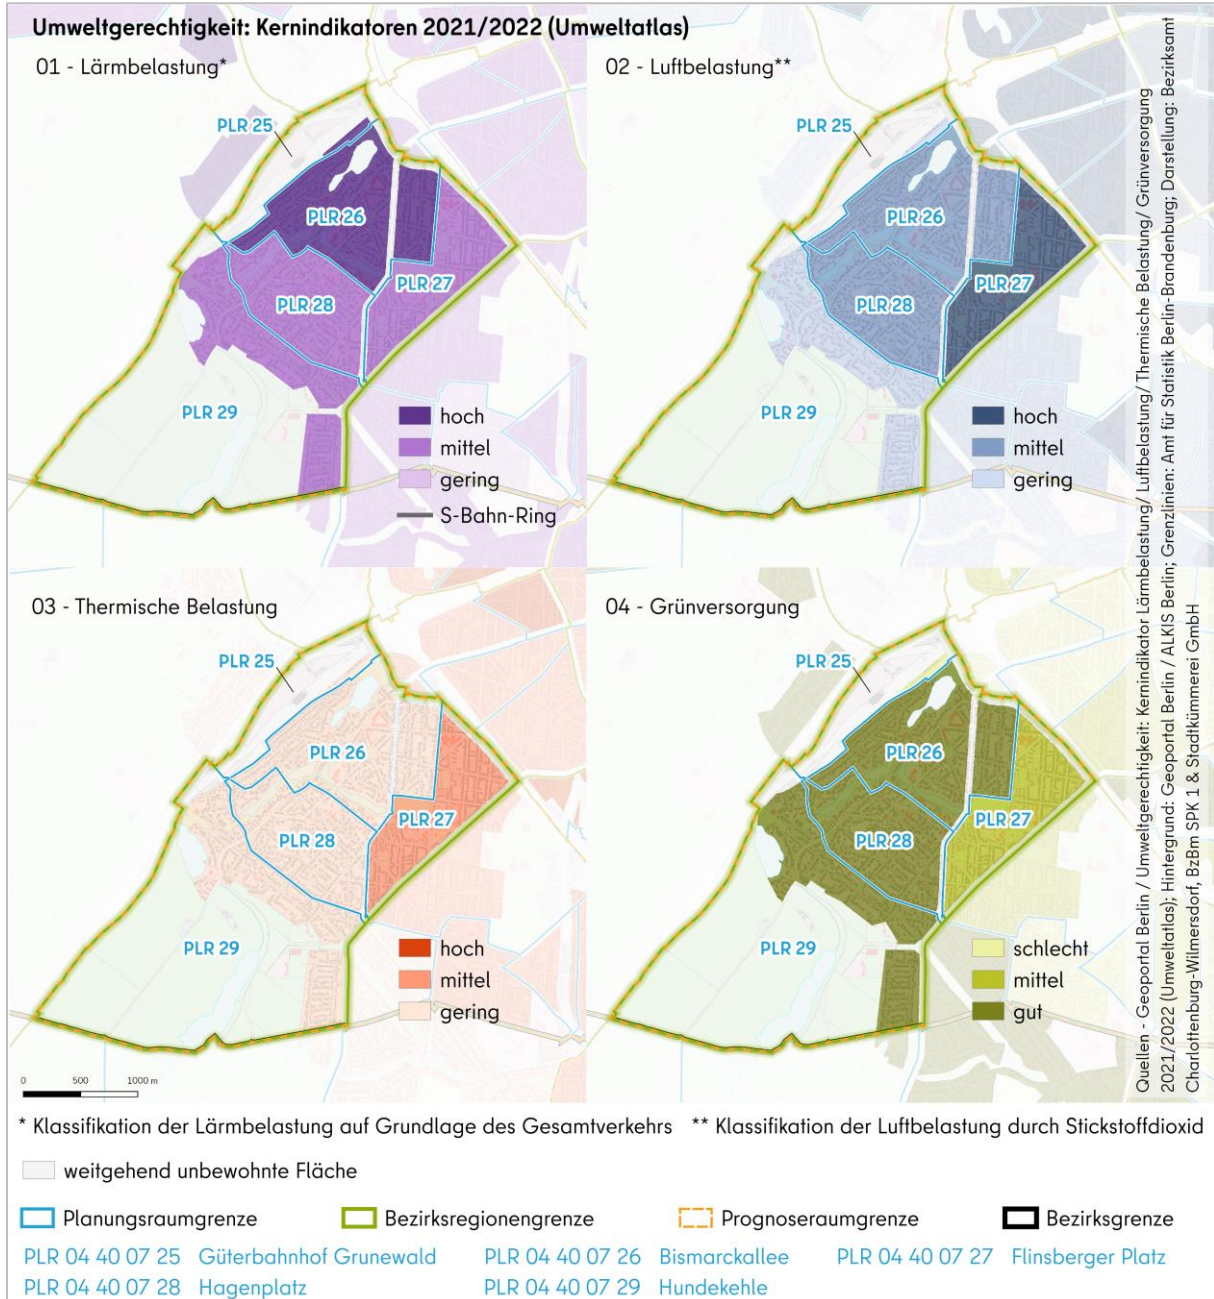 Umweltgerechtigkeit: Kernindikatoren 2021/2022 (Umweltatlas)
01 - Lärmbelastung*
PLR 25
PLR 26
PLR 27
PLR 28
PLR 29
hoch
mittel
gering
S-Bahn-Ring
02 - Luftbelastung**
PLR 25
PLR 26
PLR 27
PLR 28
PLR 29
hoch
mittel
gering
03 - Thermische Belastung
PLR 25
PLR 26
PLR 27
PLR 28
PLR 29
hoch
mittel
gering
0 500 1000 m
04 - Grünversorgung
PLR 25
PLR 26
PLR 27
PLR 28
PLR 29
schlecht
mittel
gut
Quellen - Geoportal Berlin / Umweltgerechtigkeit: Kernindikator Lärmbelastung/ Luftbelastung/ Thermische Belastung/ Grünversorgung
2021/2022 (Umweltatlas); Hintergrund: Geoportal Berlin / ALKIS Berlin; Grenzlinien: Amt für Statistik Berlin-Brandenburg; Darstellung: Bezirksamt
Charlottenburg-Wilmersdorf, BzBm SPK 1 & Stadtkümmerei GmbH
* Klassifikation der Lärmbelastung auf Grundlage des Gesamtverkehrs ** Klassifikation der Luftbelastung durch Stickstoffdioxid
weitgehend unbewohnte Fläche
Planungsraumgrenze Bezirksregionengrenze Prognoseraumgrenze Bezirksgrenze
PLR 04 40 07 25 Güterbahnhof Grunewald PLR 04 40 07 26 Bismarckallee PLR 04 40 07 27 Flinsberger Platz
PLR 04 40 07 28 Hagenplatz PLR 04 40 07 29 Hundekehle